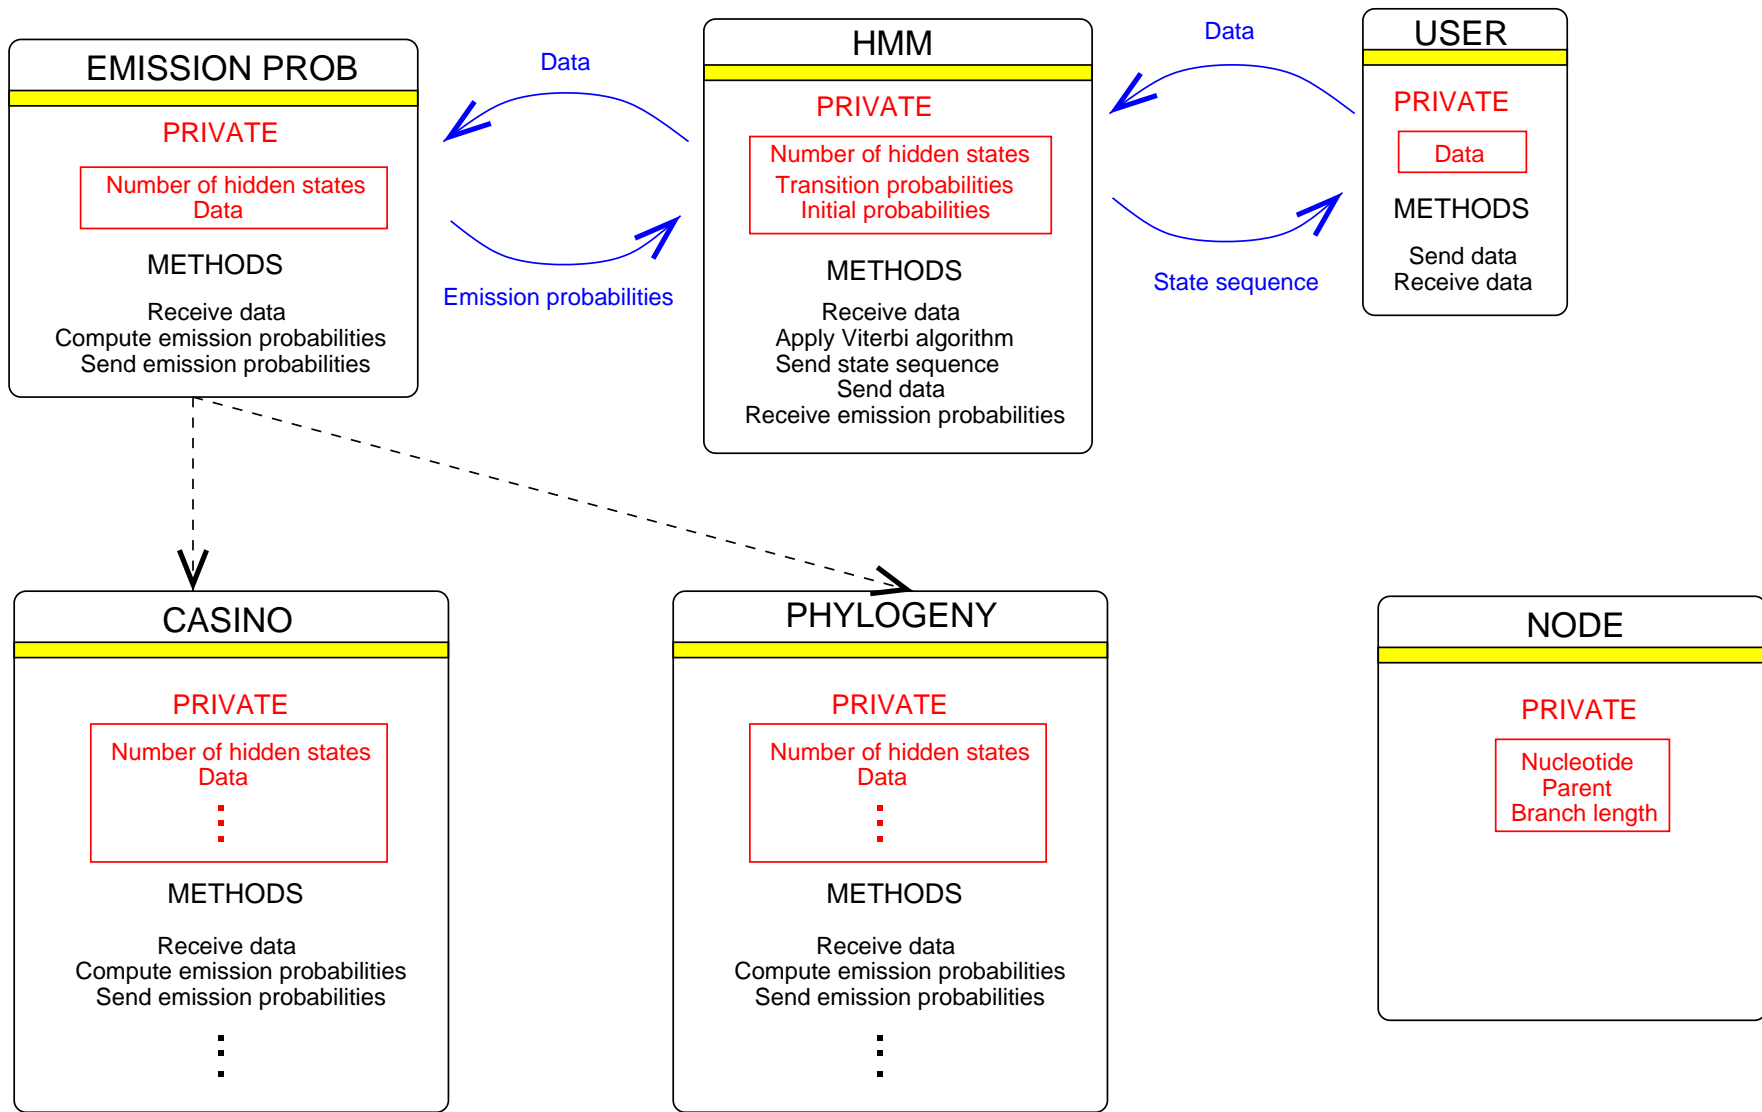 EMISSION PROB
PRIVATE
Number of hidden states
Data
METHODS
Receive data
Compute emission probabilities
Send emission probabilities
Data
Emission probabilities
HMM
PRIVATE
Number of hidden states
Transition probabilities
Initial probabilities
METHODS
Receive data
Apply Viterbi algorithm
Send state sequence
Send data
Receive emission probabilities
Data
State sequence
USER
PRIVATE
Data
METHODS
Send data
Receive data
CASINO
PRIVATE
Number of hidden states
Data
METHODS
Receive data
Compute emission probabilities
Send emission probabilities
PHYLOGENY
PRIVATE
Number of hidden states
Data
METHODS
Receive data
Compute emission probabilities
Send emission probabilities
NODE
PRIVATE
Nucleotide
Parent
Branch length